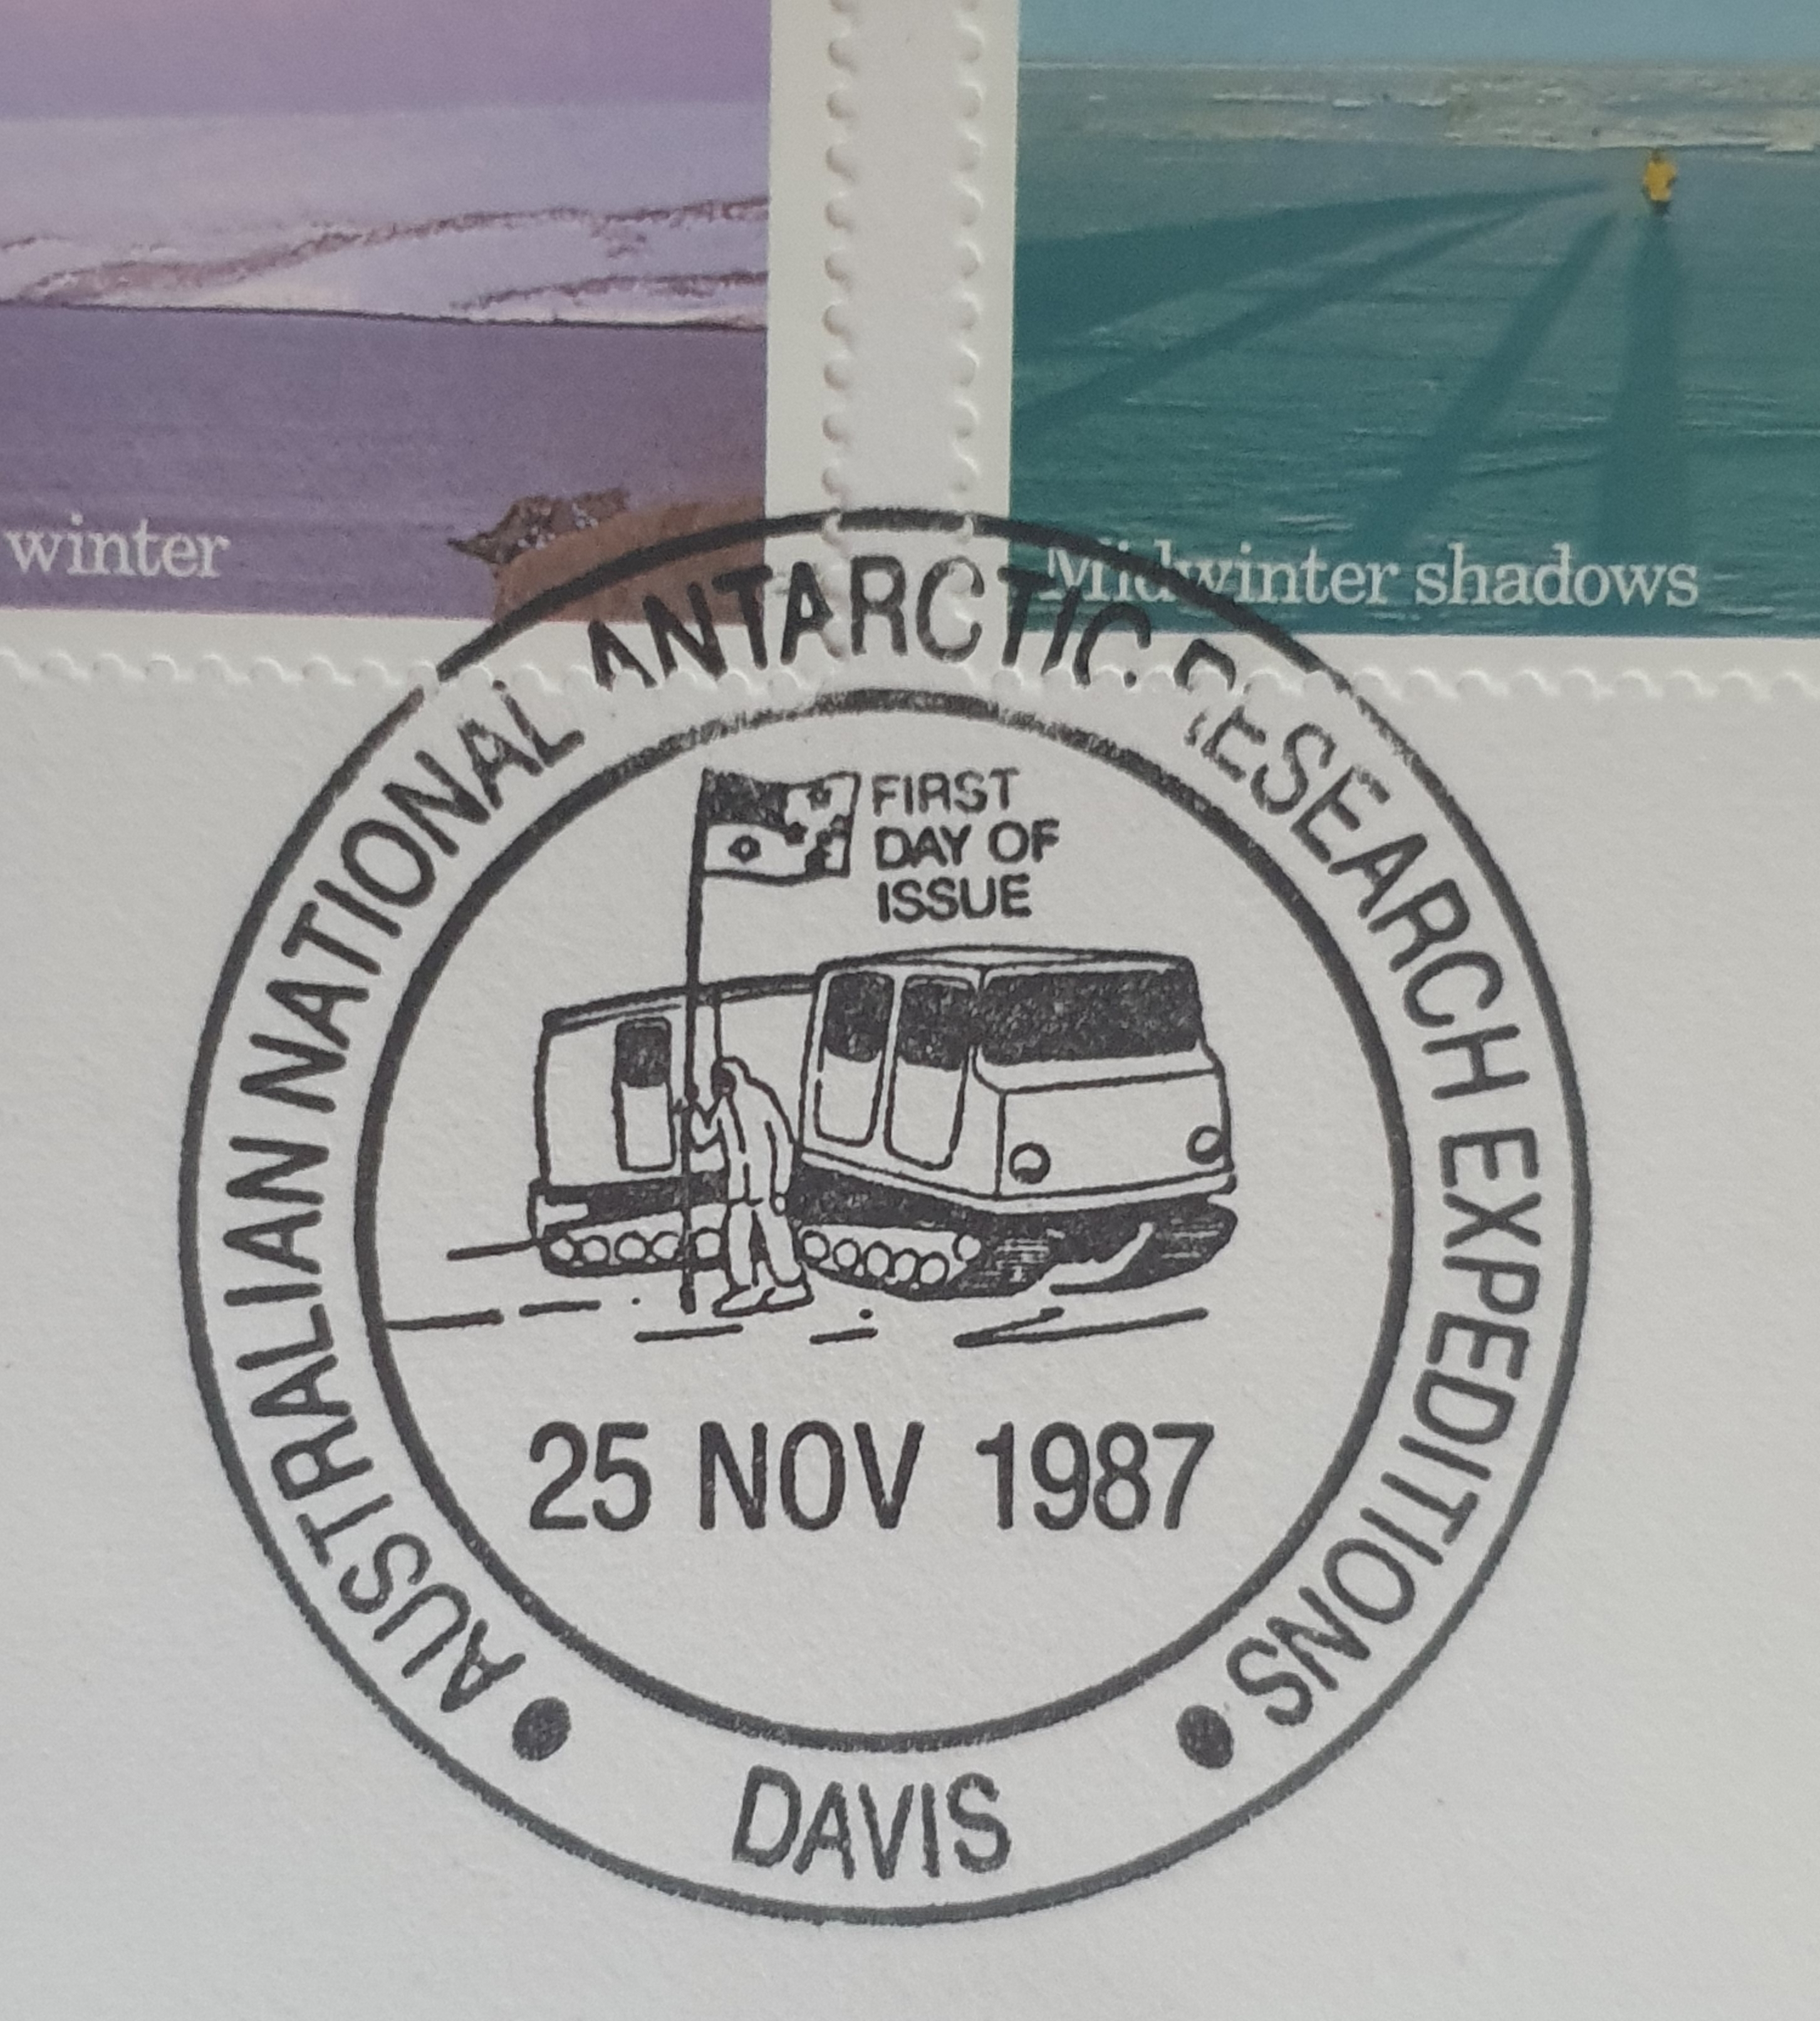 winter
Midwinter shadows
AUSTRALIAN NATIONAL ANTARCTIC RESEARCH EXPEDITIONS
FIRST
DAY OF
ISSUE
25 NOV 1987
• DAVIS •